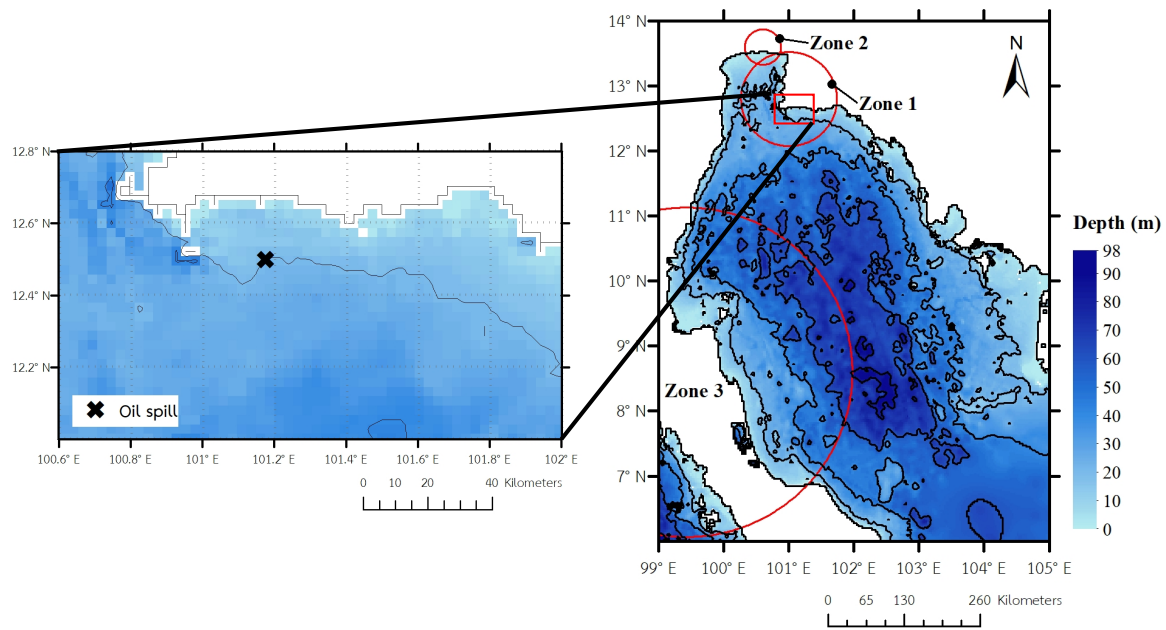 14° N
13° N
12° N
11° N
10° N
9° N
8° N
7° N
Zone 2
Zone 1
Zone 3
N
Depth (m)
98
90
80
70
60
50
40
30
20
10
0
99° E 100° E 101° E 102° E 103° E 104° E 105° E
0 65 130 260 Kilometers
12.8° N
12.6° N
12.4° N
12.2° N
Oil spill
100.6° E 100.8° E 101° E 101.2° E 101.4° E 101.6° E 101.8° E 102° E
0 10 20 40 Kilometers